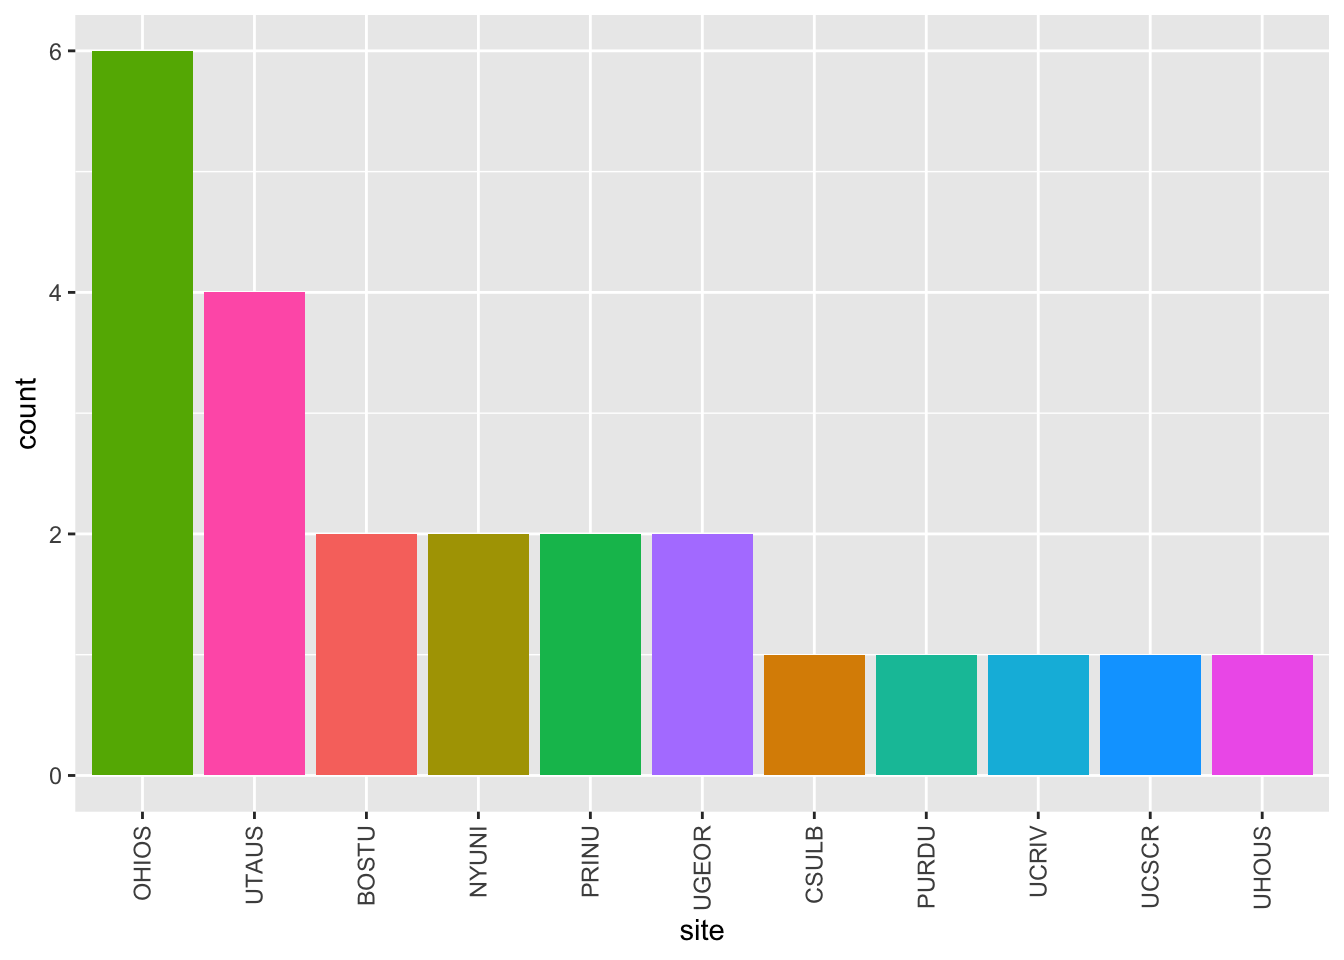 6
4
2
0
count
OHIOS
UTAUS
BOSTU
NYUNI
PRINU
UGEOR
CSULB
PURDU
UCRIV
UCSCR
UHOUS
site